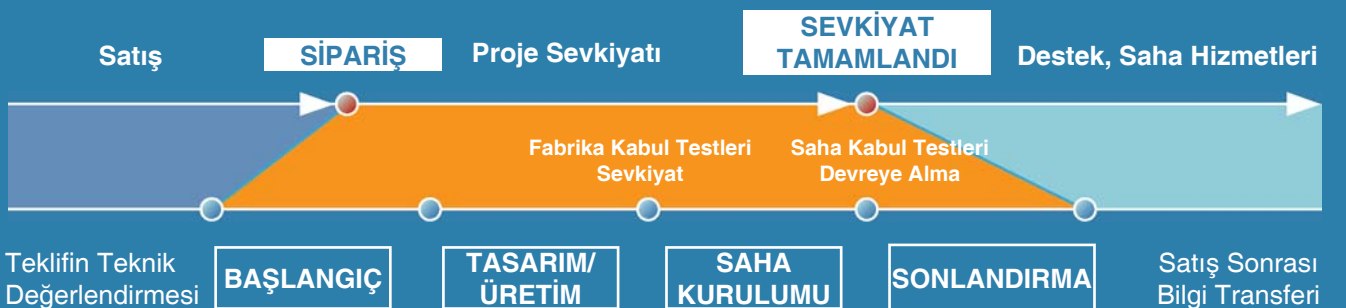 Satış
SİPARİŞ
Proje Sevkiyatı
SEVKİYAT
TAMAMLANDI
Destek, Saha Hizmetleri
Fabrika Kabul Testleri
Sevkiyat
Saha Kabul Testleri
Devreye Alma
Teklifin Teknik
Değerlendirmesi
BAŞLANGIÇ
TASARIM/
ÜRETİM
SAHA
KURULUMU
SONLANDIRMA
Satış Sonrası
Bilgi Transferi